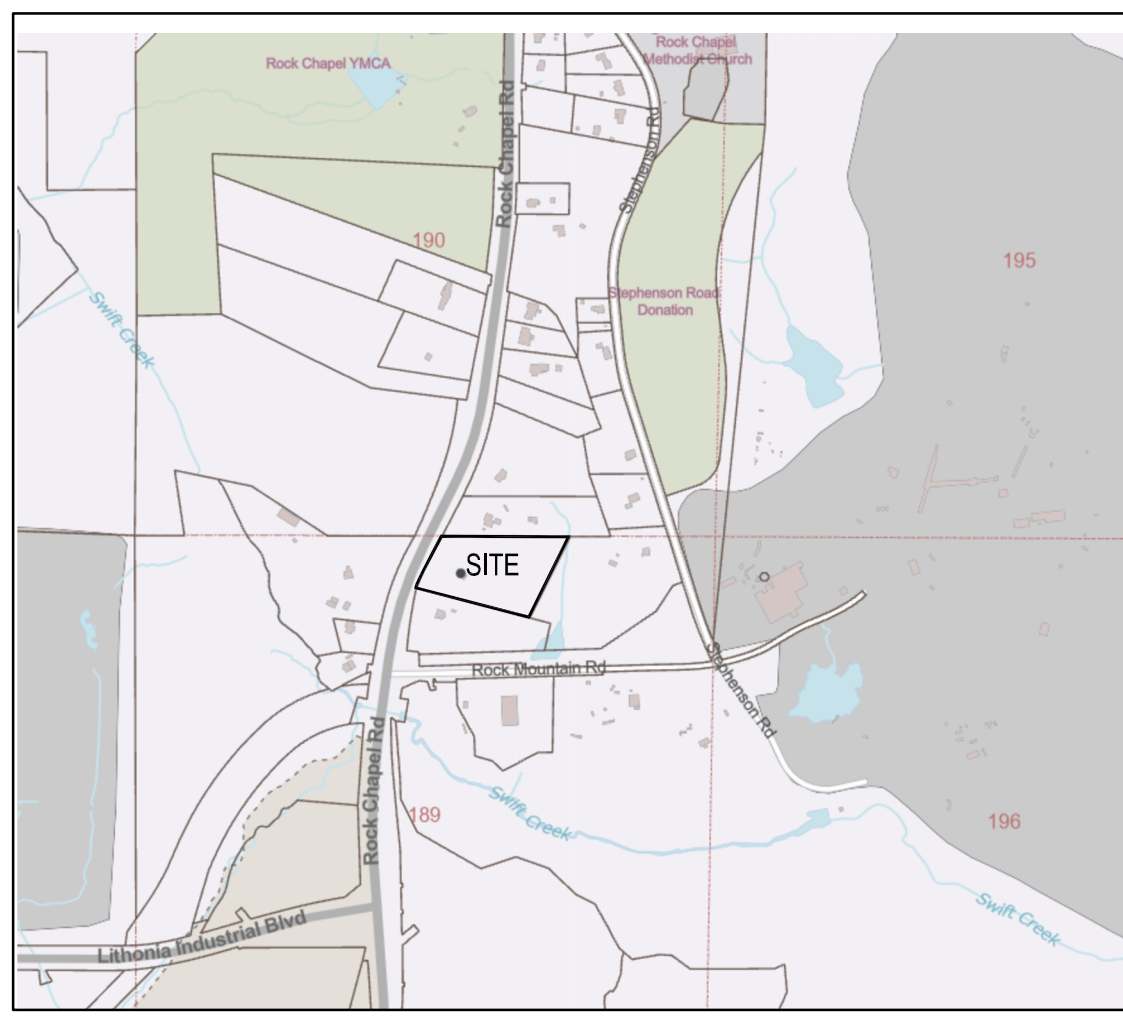 Rock Chapel
Methodist Church
Rock Chapel YMCA
Rock Chapel Rd
Stephenson Rd
190
195
Stephenson Road
Donation
Swift Creek
SITE
Rock Mountain Rd
Stephenson Rd
Rock Chapel Rd
189
Swift Creek
196
Swift Creek
Lithonia Industrial Blvd